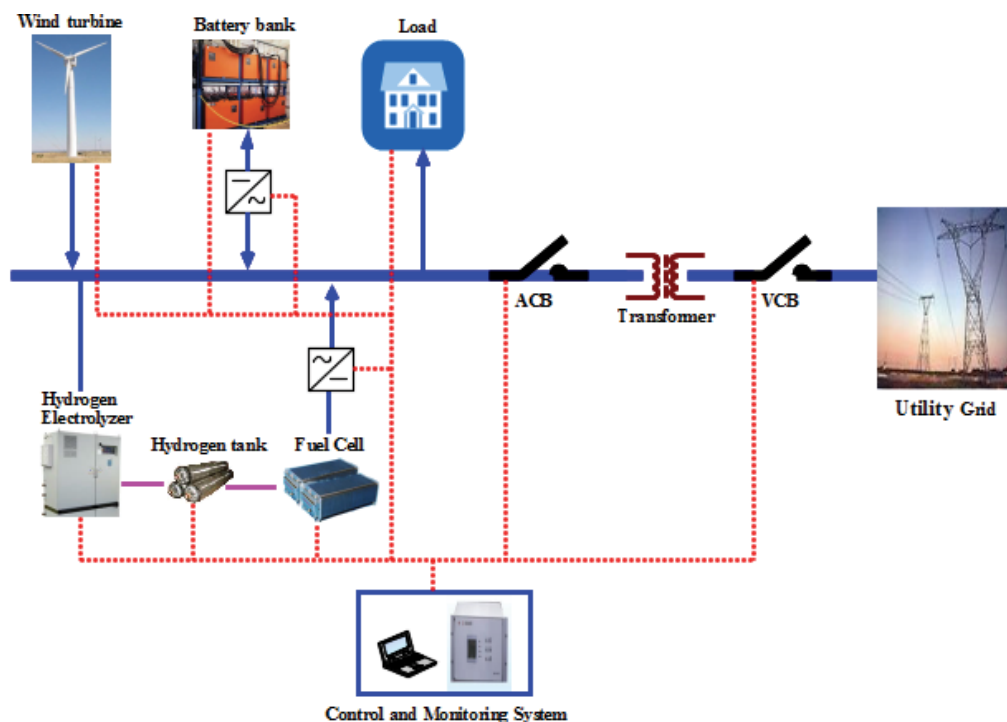 Wind turbine
Battery bank
Load
ACB
Transformer
VCB
Utility Grid
Hydrogen
Electrolyzer
Hydrogen tank
Fuel Cell
Control and Monitoring System